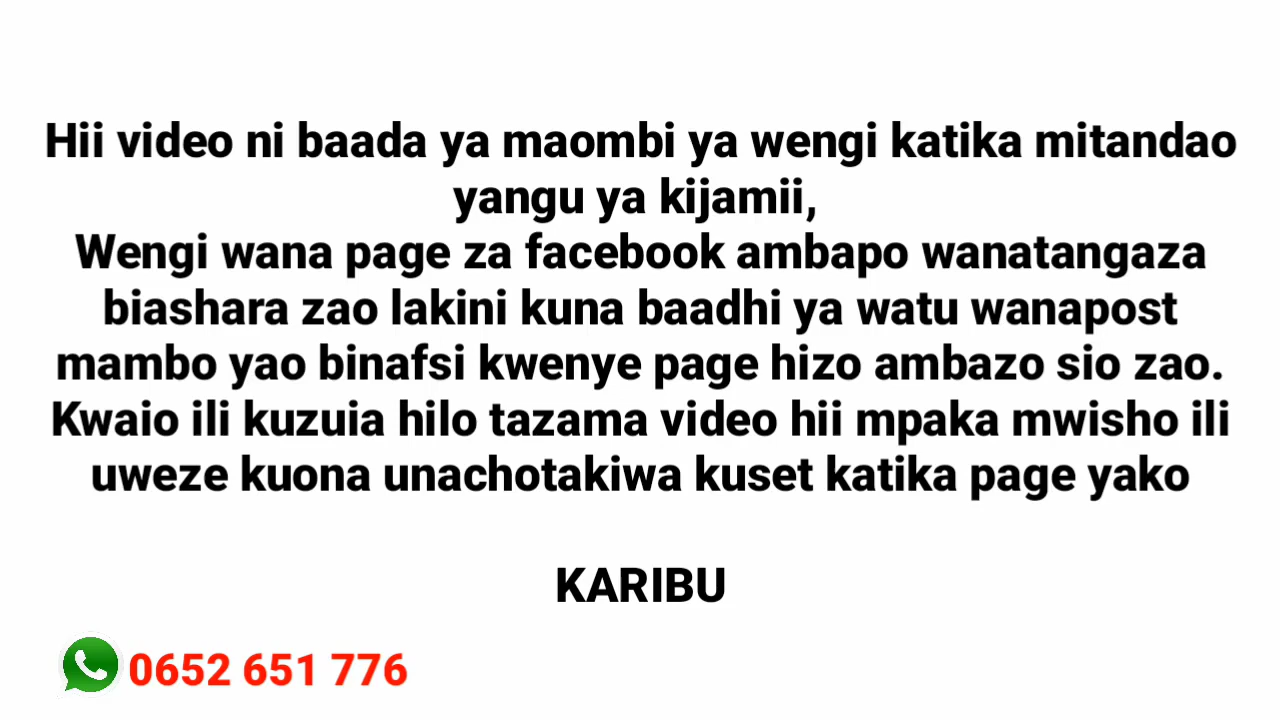 Hii video ni baada ya maombi ya wengi katika mitandao
yangu ya kijamii,
Wengi wana page za facebook ambapo wanatangaza
biashara zao lakini kuna baadhi ya watu wanapost
mambo yao binafsi kwenye page hizo ambazo sio zao.
Kwaio ili kuzuia hilo tazama video hii mpaka mwisho ili
uweze kuona unachotakiwa kuset katika page yako
KARIBU
0652 651 776